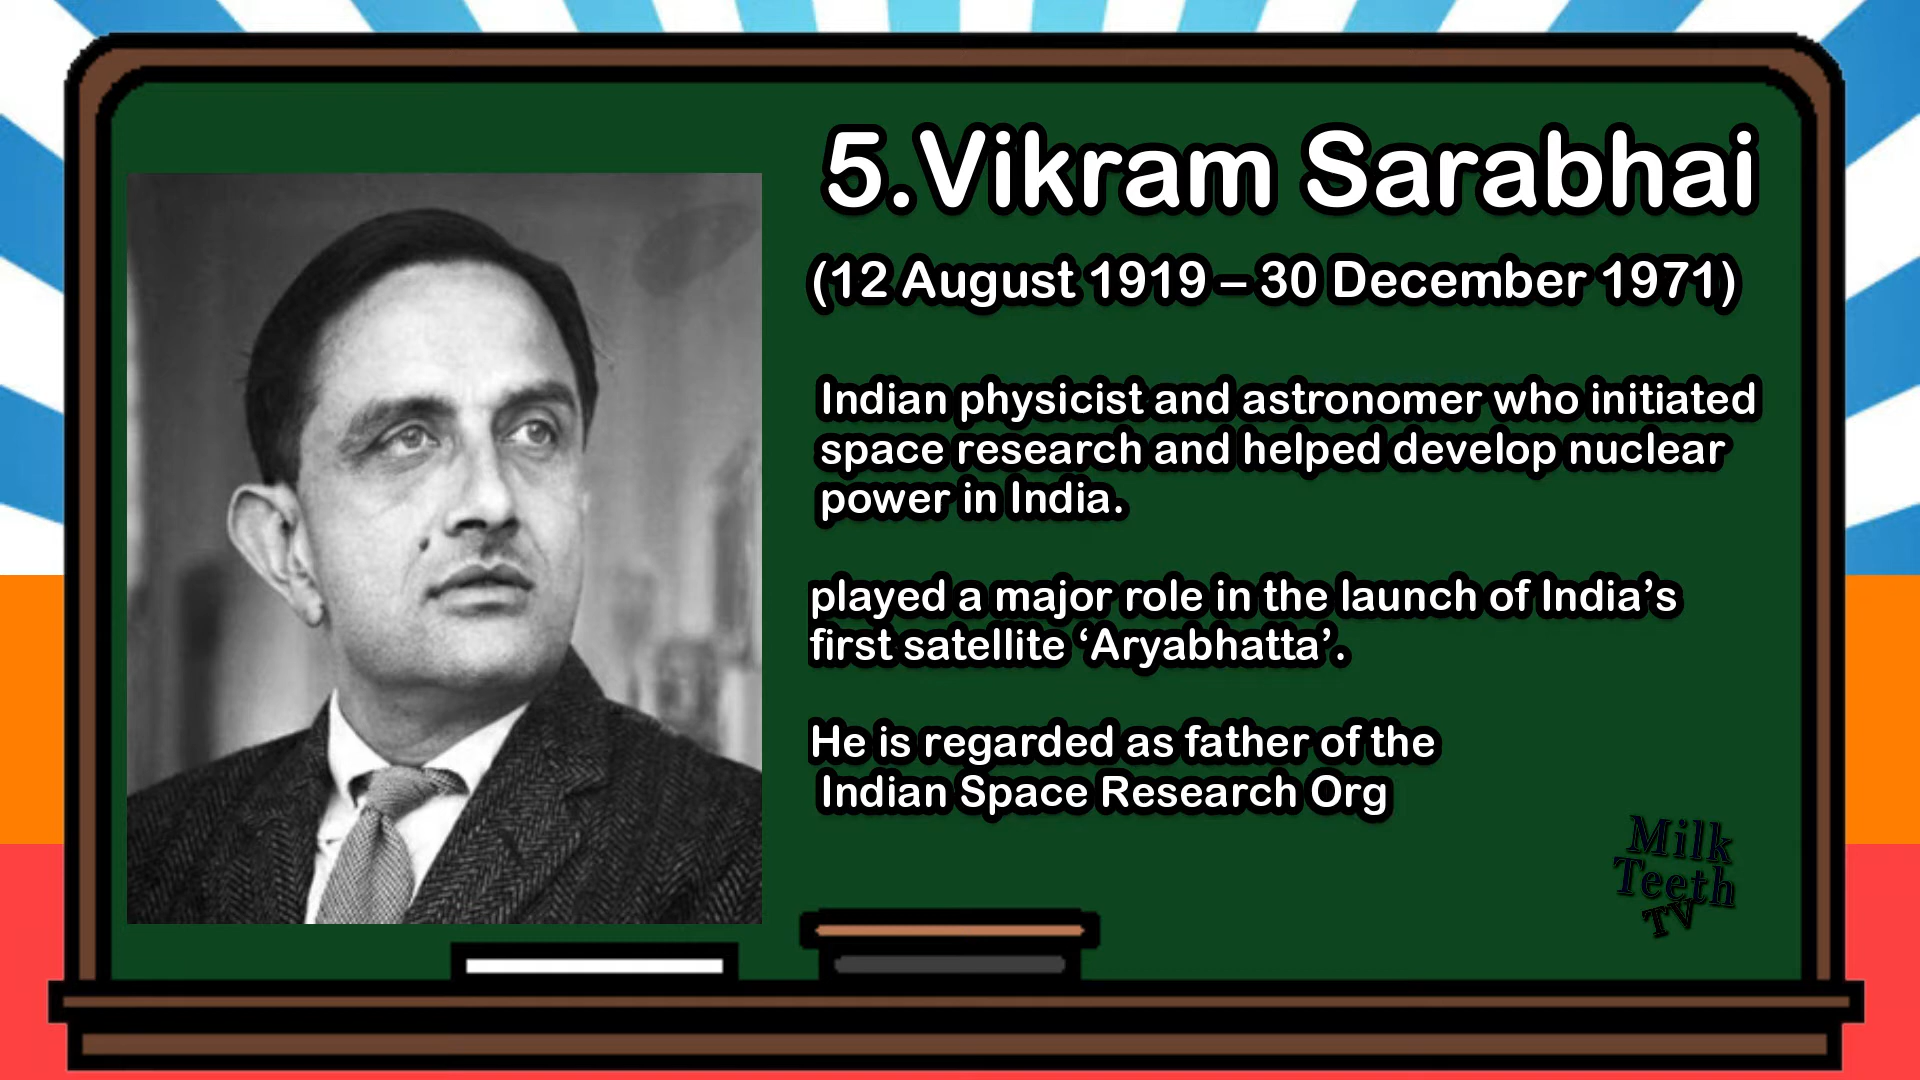 5.Vikram Sarabhai
(12 August 1919 – 30 December 1971)
Indian physicist and astronomer who initiated
space research and helped develop nuclear
power in India.
played a major role in the launch of India’s
first satellite ‘Aryabhatta’.
He is regarded as father of the
Indian Space Research Org
Milk
Teeth
TV